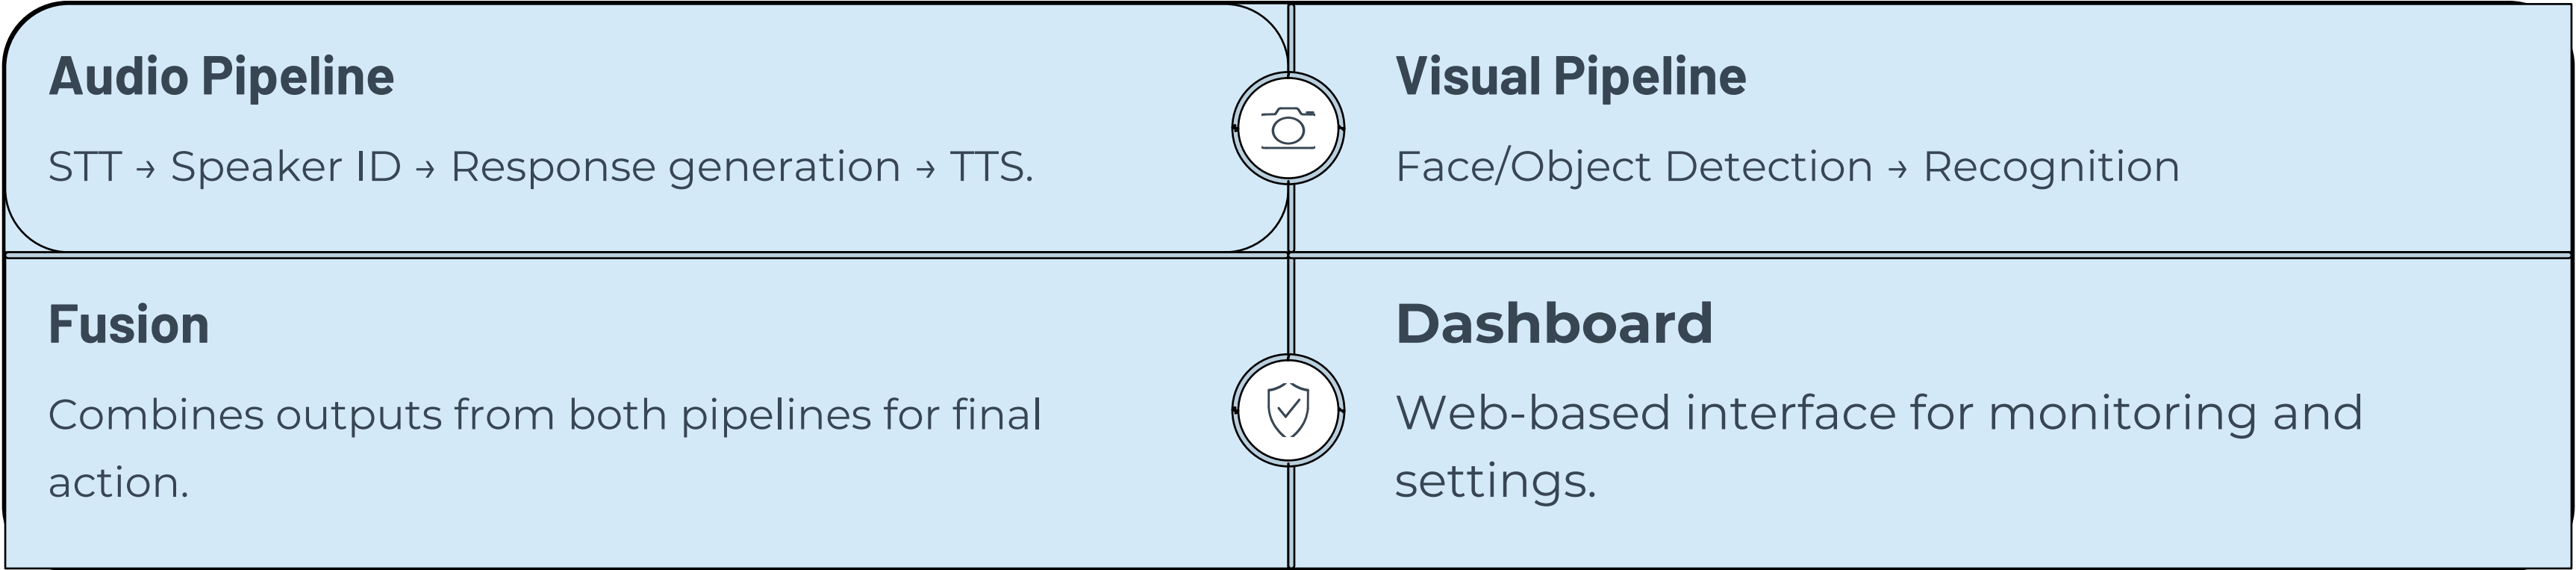 Audio Pipeline
STT → Speaker ID → Response generation → TTS.
Visual Pipeline
Face/Object Detection → Recognition
Fusion
Combines outputs from both pipelines for final
action.
Dashboard
Web-based interface for monitoring and
settings.